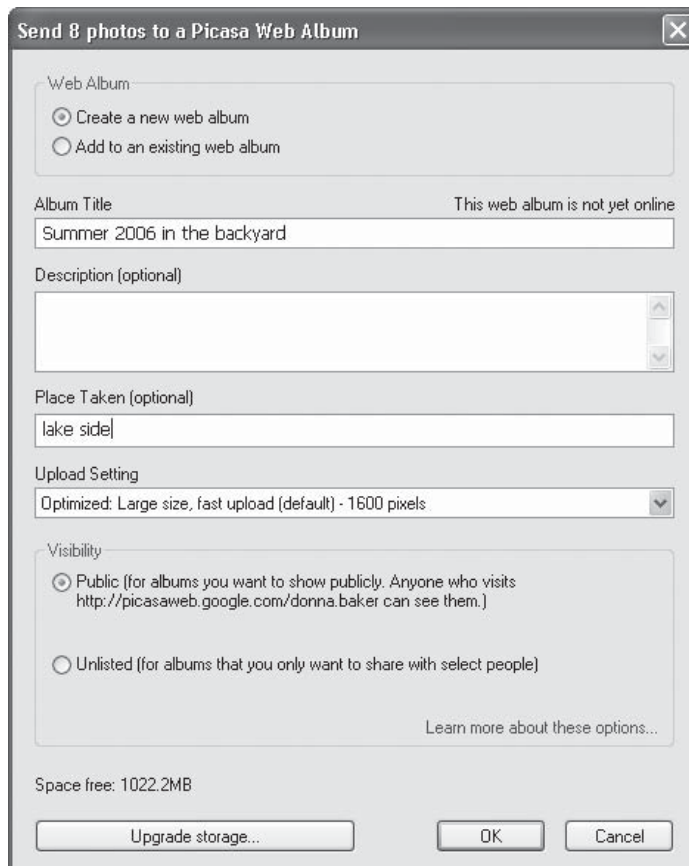 Send 8 photos to a Picasa Web Album
Web Album
Create a new web album
Add to an existing web album
Album Title
This web album is not yet online
Summer 2006 in the backyard
Description (optional)
Place Taken (optional)
lake side
Upload Setting
Optimized: Large size, fast upload (default) - 1600 pixels
Visibility
Public (for albums you want to show publicly. Anyone who visits
http://picasaweb.google.com/donna.baker can see them.)
Unlisted (for albums that you only want to share with select people)
Learn more about these options...
Space free: 1022.2MB
Upgrade storage...
OK
Cancel